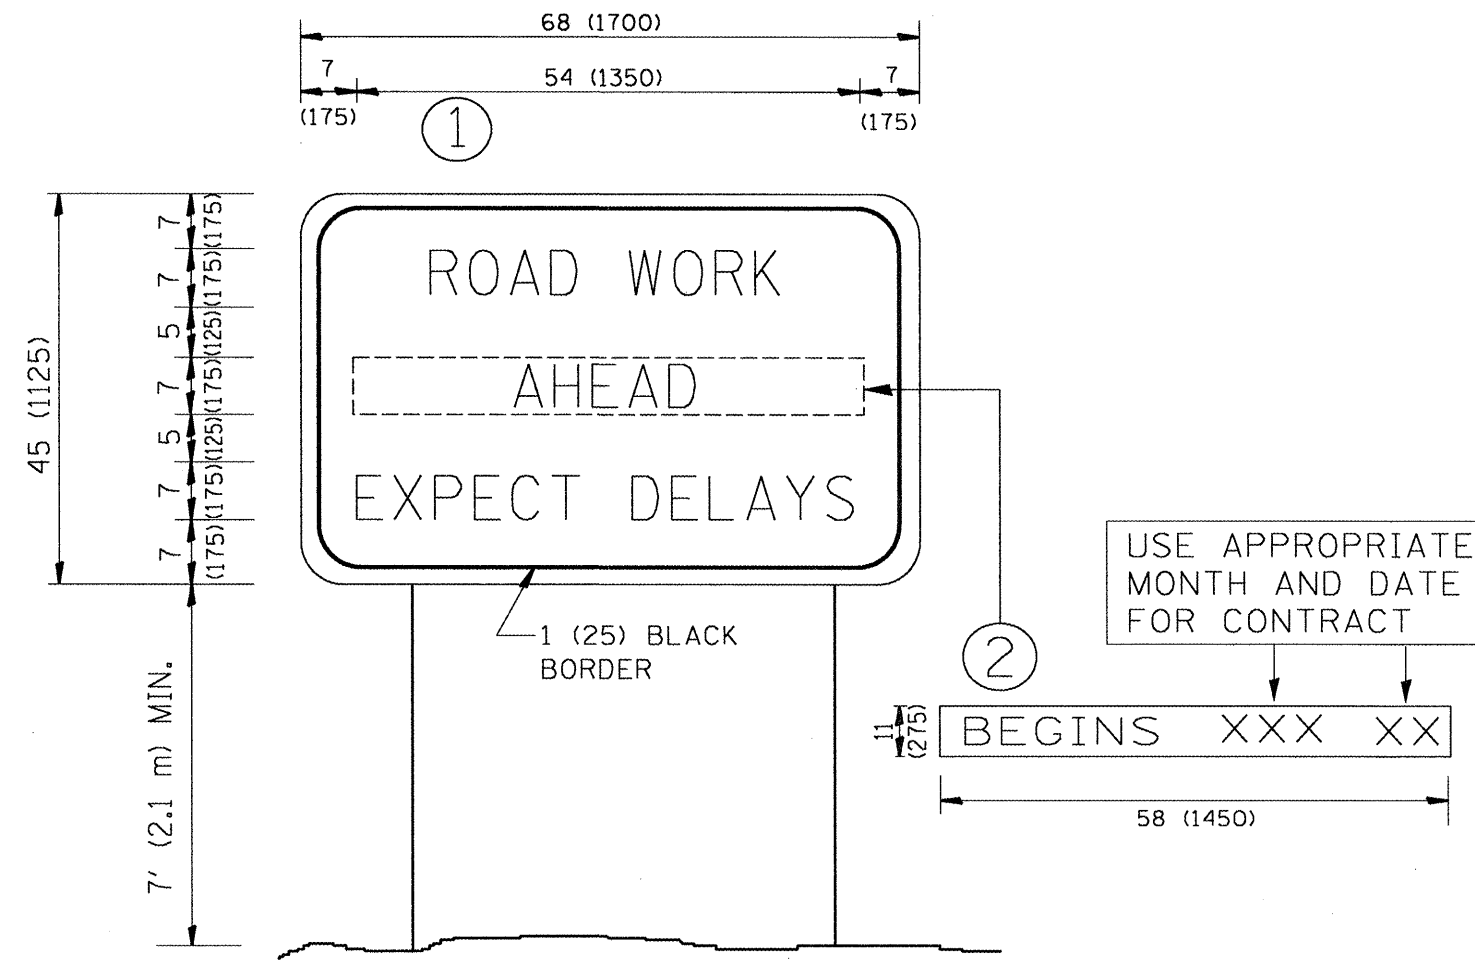 68 (1700)
7
54 (1350)
7
(175)
(175)
1
45 (1125)
7
(175)
7
(175)
5
(125)
7
(175)
5
(125)
7
(175)
7
(175)
ROAD WORK
AHEAD
EXPECT DELAYS
1 (25) BLACK
BORDER
7' (2.1 m) MIN.
2
USE APPROPRIATE
MONTH AND DATE
FOR CONTRACT
11
(275)
BEGINS XXX XX
58 (1450)